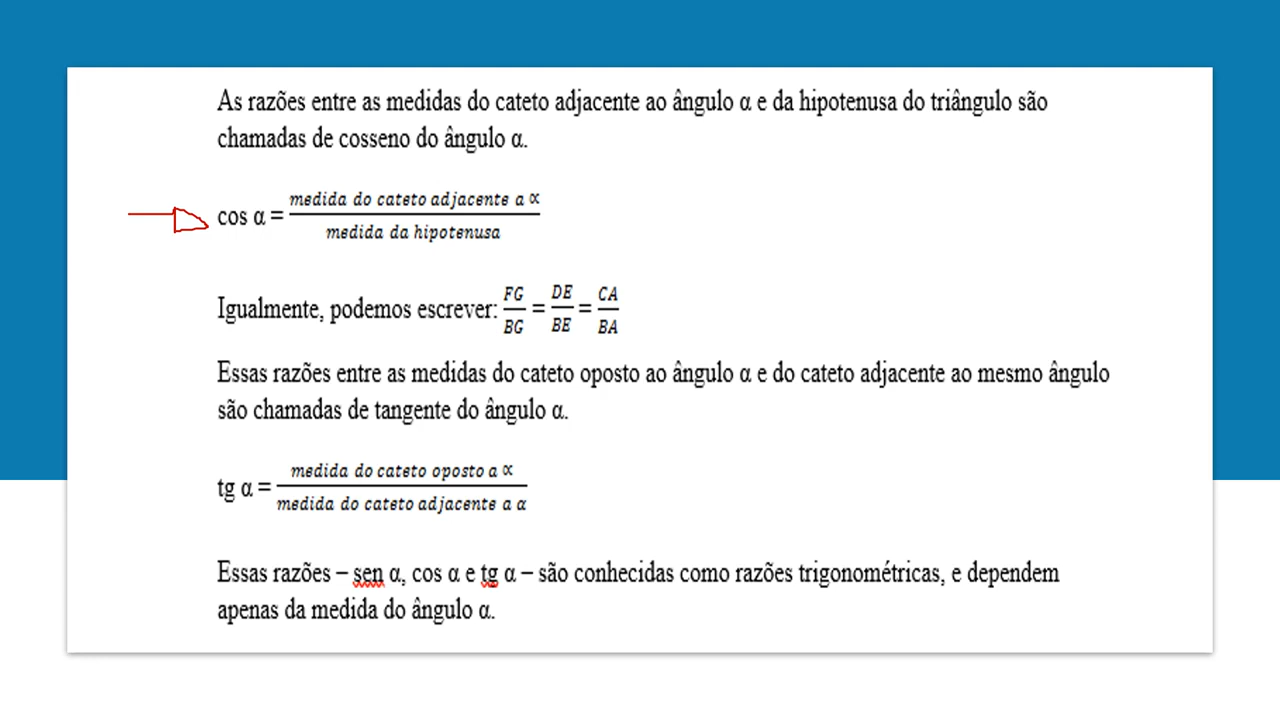 As razões entre as medidas do cateto adjacente ao ângulo α e da hipotenusa do triângulo são
chamadas de cosseno do ângulo α.
cos α = medida do cateto adjacente a ∝ / medida da hipotenusa
Igualmente, podemos escrever: FG/BG = DE/BE = CA/BA
Essas razões entre as medidas do cateto oposto ao ângulo α e do cateto adjacente ao mesmo ângulo
são chamadas de tangente do ângulo α.
tg α = medida do cateto oposto a ∝ / medida do cateto adjacente a α
Essas razões – sen α, cos α e tg α – são conhecidas como razões trigonométricas, e dependem
apenas da medida do ângulo α.